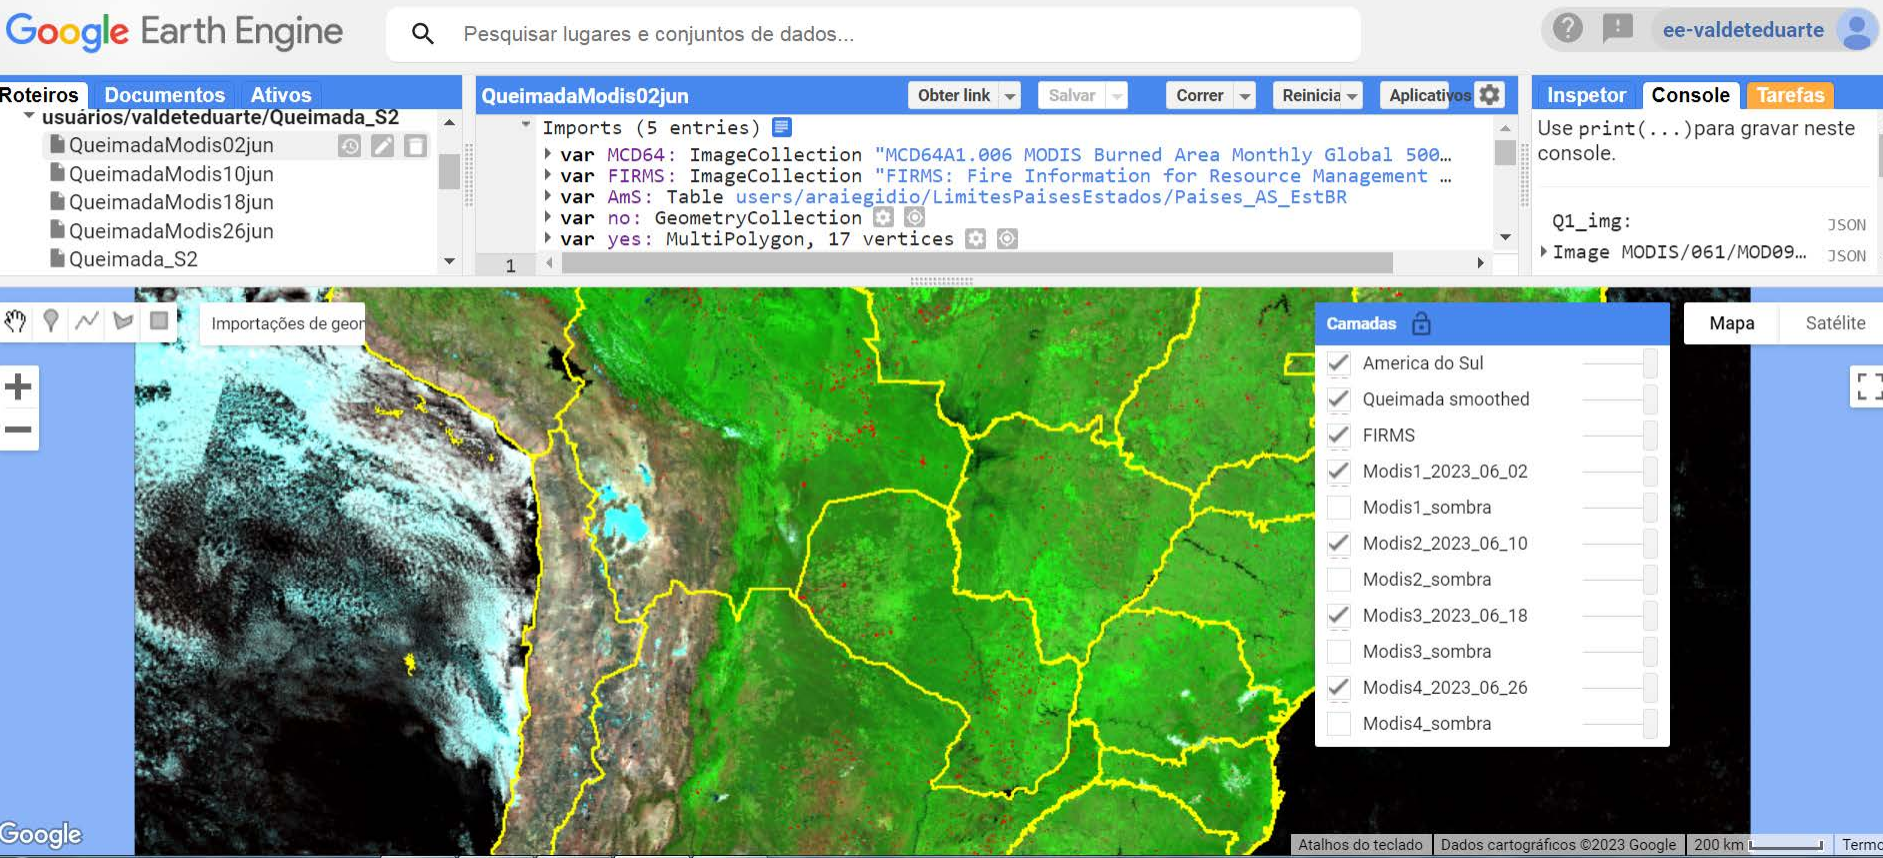 Google Earth Engine
Pesquisar lugares e conjuntos de dados...
ee-valdeteduarte
Roteiros
Documentos
Ativos
usuários/valdeteduarte/Queimada_S2
QueimadaModis02jun
QueimadaModis10jun
QueimadaModis18jun
QueimadaModis26jun
Queimada_S2
QueimadaModis02jun
Obter link
Salvar
Correr
Reinicia
Aplicativos
Imports (5 entries)
var MCD64: ImageCollection "MCD64A1.006 MODIS Burned Area Monthly Global 500…
var FIRMS: ImageCollection "FIRMS: Fire Information for Resource Management …
var AmS: Table users/araiegidio/LimitesPaisesEstados/Paises_AS_EstBR
var no: GeometryCollection
var yes: MultiPolygon, 17 vertices
1
Inspetor
Console
Tarefas
Use print(...)para gravar neste
console.
Q1_img:
JSON
Image MODIS/061/MOD09…
JSON
Importações de geor
Camadas
America do Sul
Queimada smoothed
FIRMS
Modis1_2023_06_02
Modis1_sombra
Modis2_2023_06_10
Modis2_sombra
Modis3_2023_06_18
Modis3_sombra
Modis4_2023_06_26
Modis4_sombra
Mapa
Satélite
Google
Atalhos do teclado
Dados cartográficos ©2023 Google
200 km
Termo